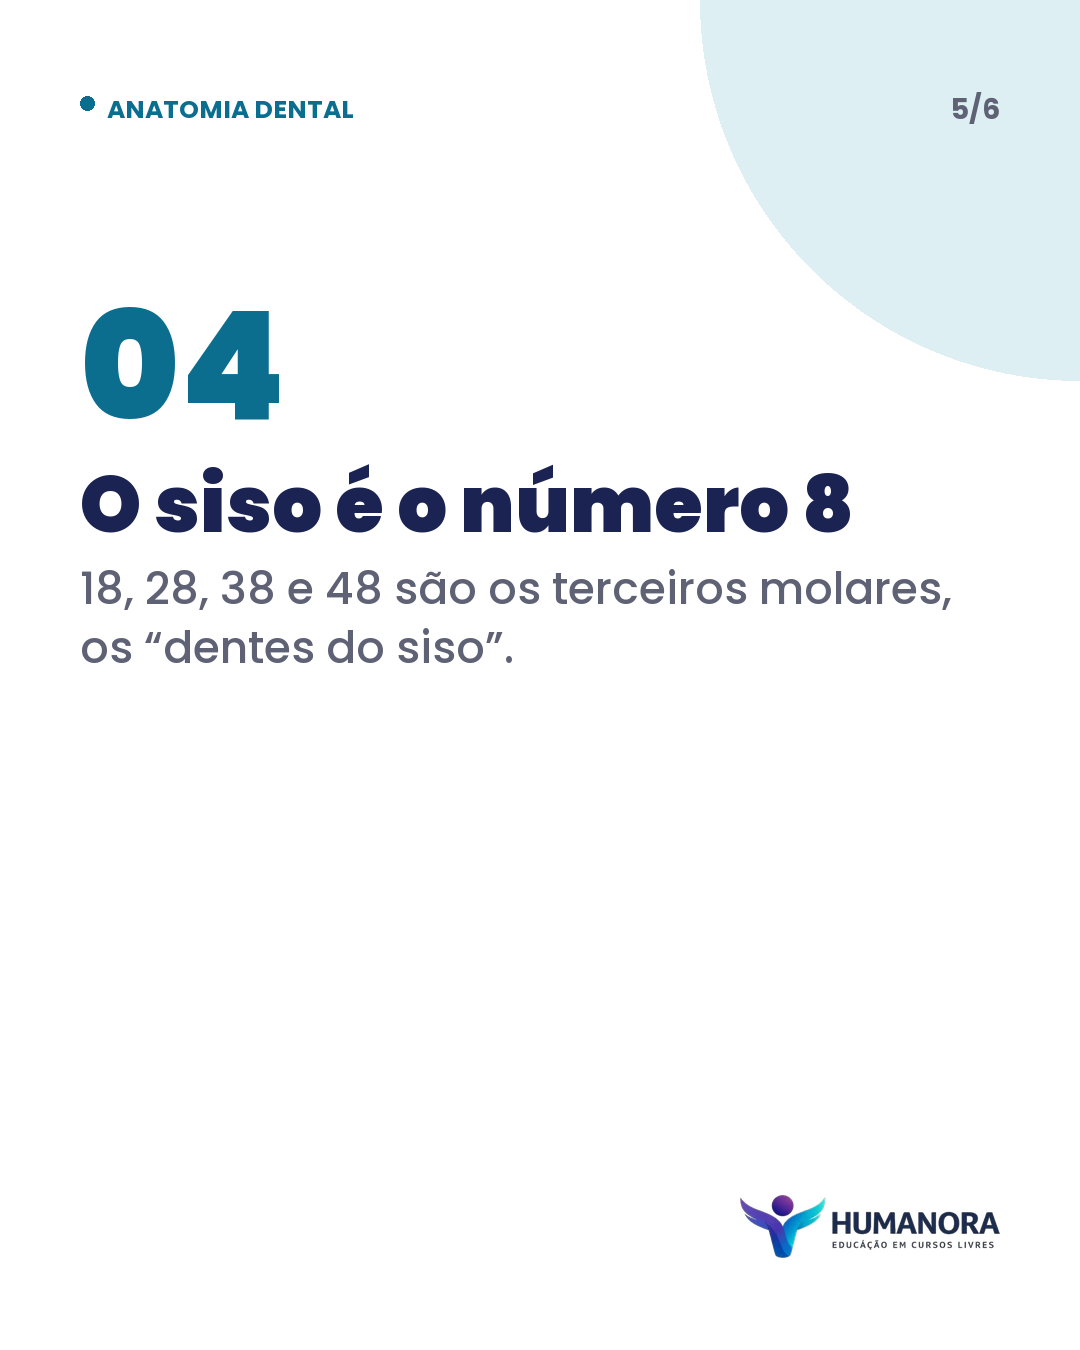 ANATOMIA DENTAL
5/6
04
O siso é o número 8
18, 28, 38 e 48 são os terceiros molares,
os “dentes do siso”.
HUMANORA
EDUCÁÇÃO EM CURSOS LIVRES